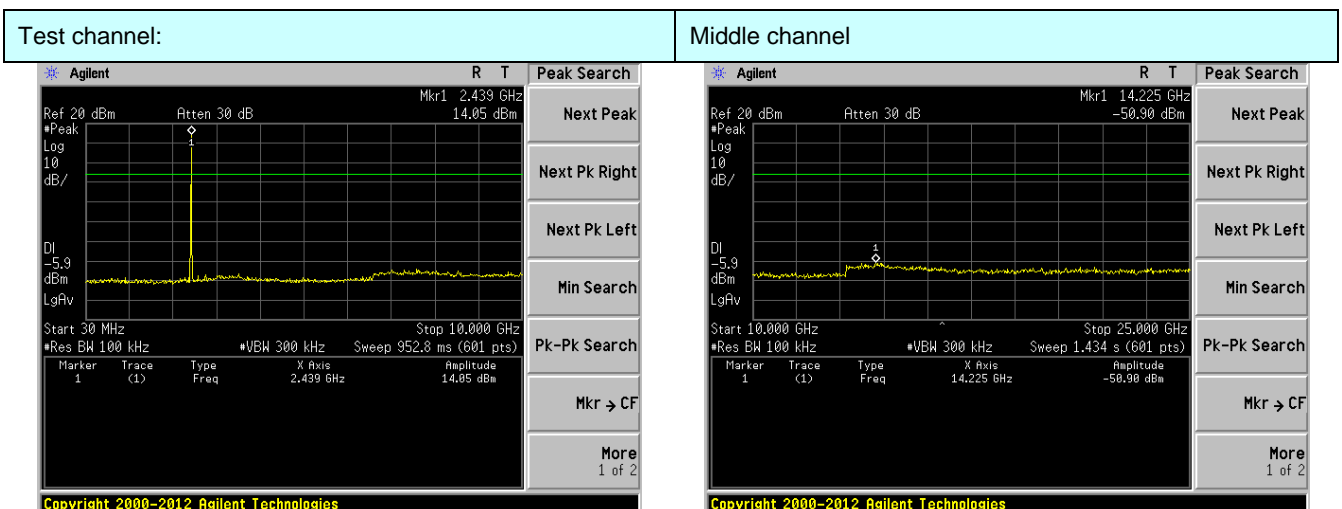 Test channel:
Middle channel
Agilent
R T
Peak Search
Mkr1 2.439 GHz
Ref 20 dBm
Atten 30 dB
14.05 dBm
#Peak
Log
10
dB/
1
DI
-5.9
dBm
LgAv
Start 30 MHz
Stop 10.000 GHz
#Res BW 100 kHz
#VBW 300 kHz
Sweep 952.8 ms (601 pts)
Marker Trace Type X Axis Amplitude
1 (1) Freq 2.439 GHz 14.05 dBm
Next Peak
Next Pk Right
Next Pk Left
Min Search
Pk-Pk Search
Mkr → CF
More
1 of 2
Copyright 2000-2012 Agilent Technologies
Agilent
R T
Peak Search
Mkr1 14.225 GHz
Ref 20 dBm
Atten 30 dB
-50.90 dBm
#Peak
Log
10
dB/
1
DI
-5.9
dBm
LgAv
Start 10.000 GHz
Stop 25.000 GHz
#Res BW 100 kHz
#VBW 300 kHz
Sweep 1.434 s (601 pts)
Marker Trace Type X Axis Amplitude
1 (1) Freq 14.225 GHz -50.90 dBm
Next Peak
Next Pk Right
Next Pk Left
Min Search
Pk-Pk Search
Mkr → CF
More
1 of 2
Copyright 2000-2012 Agilent Technologies